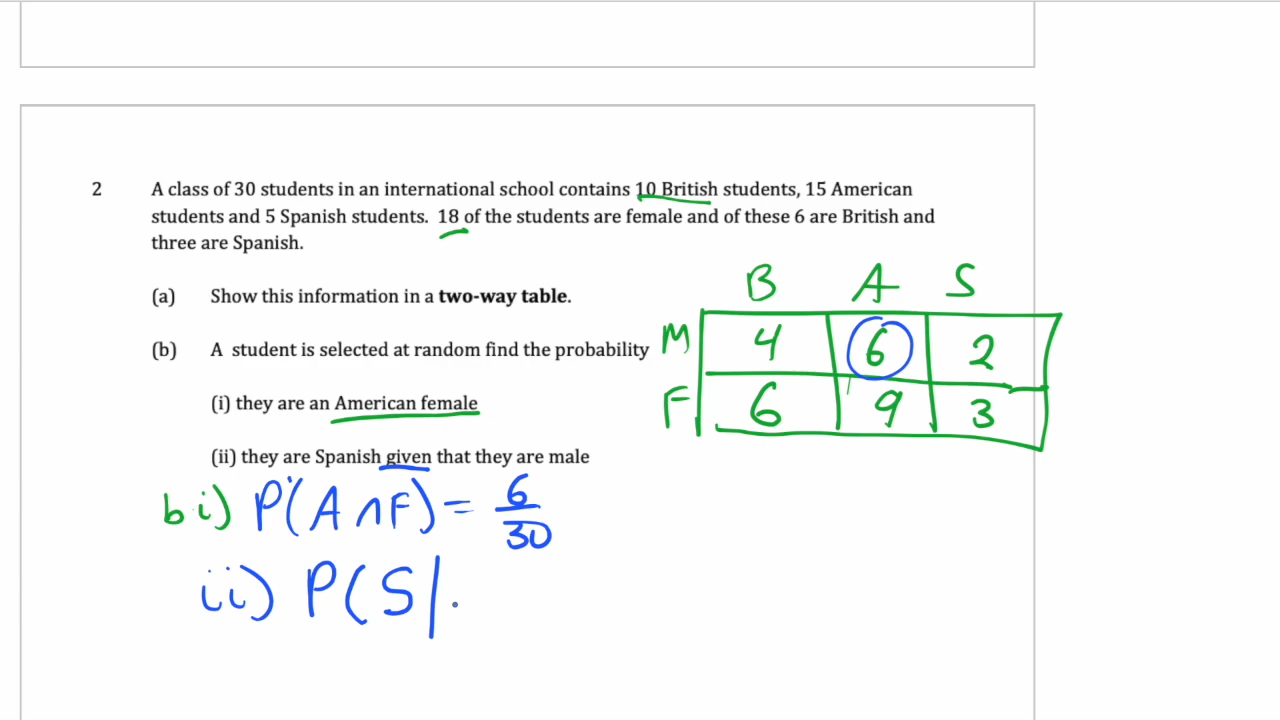 2 A class of 30 students in an international school contains 10 British students, 15 American
students and 5 Spanish students. 18 of the students are female and of these 6 are British and
three are Spanish.
(a) Show this information in a two-way table.
(b) A student is selected at random find the probability
(i) they are an American female
(ii) they are Spanish given that they are male
B A S
M 4 6 2
F 6 9 3
b i) P(A ∩ F) = 6/30
ii) P(S|